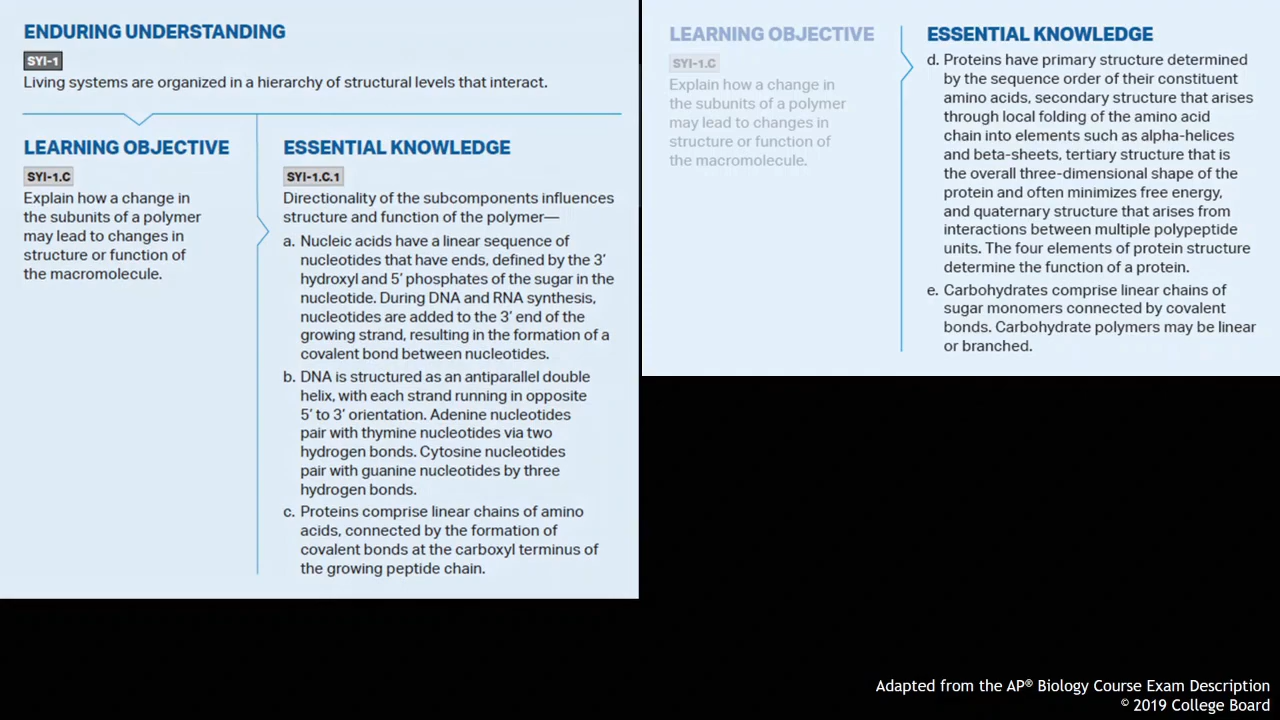 ENDURING UNDERSTANDING
SYI-1
Living systems are organized in a hierarchy of structural levels that interact.
LEARNING OBJECTIVE
SYI-1.C
Explain how a change in
the subunits of a polymer
may lead to changes in
structure or function of
the macromolecule.
ESSENTIAL KNOWLEDGE
SYI-1.C.1
Directionality of the subcomponents influences
structure and function of the polymer—
a. Nucleic acids have a linear sequence of
nucleotides that have ends, defined by the 3’
hydroxyl and 5’ phosphates of the sugar in the
nucleotide. During DNA and RNA synthesis,
nucleotides are added to the 3’ end of the
growing strand, resulting in the formation of a
covalent bond between nucleotides.
b. DNA is structured as an antiparallel double
helix, with each strand running in opposite
5’ to 3’ orientation. Adenine nucleotides
pair with thymine nucleotides via two
hydrogen bonds. Cytosine nucleotides
pair with guanine nucleotides by three
hydrogen bonds.
c. Proteins comprise linear chains of amino
acids, connected by the formation of
covalent bonds at the carboxyl terminus of
the growing peptide chain.
LEARNING OBJECTIVE
SYI-1.C
Explain how a change in
the subunits of a polymer
may lead to changes in
structure or function of
the macromolecule.
ESSENTIAL KNOWLEDGE
d. Proteins have primary structure determined
by the sequence order of their constituent
amino acids, secondary structure that arises
through local folding of the amino acid
chain into elements such as alpha-helices
and beta-sheets, tertiary structure that is
the overall three-dimensional shape of the
protein and often minimizes free energy,
and quaternary structure that arises from
interactions between multiple polypeptide
units. The four elements of protein structure
determine the function of a protein.
e. Carbohydrates comprise linear chains of
sugar monomers connected by covalent
bonds. Carbohydrate polymers may be linear
or branched.
Adapted from the AP® Biology Course Exam Description
© 2019 College Board